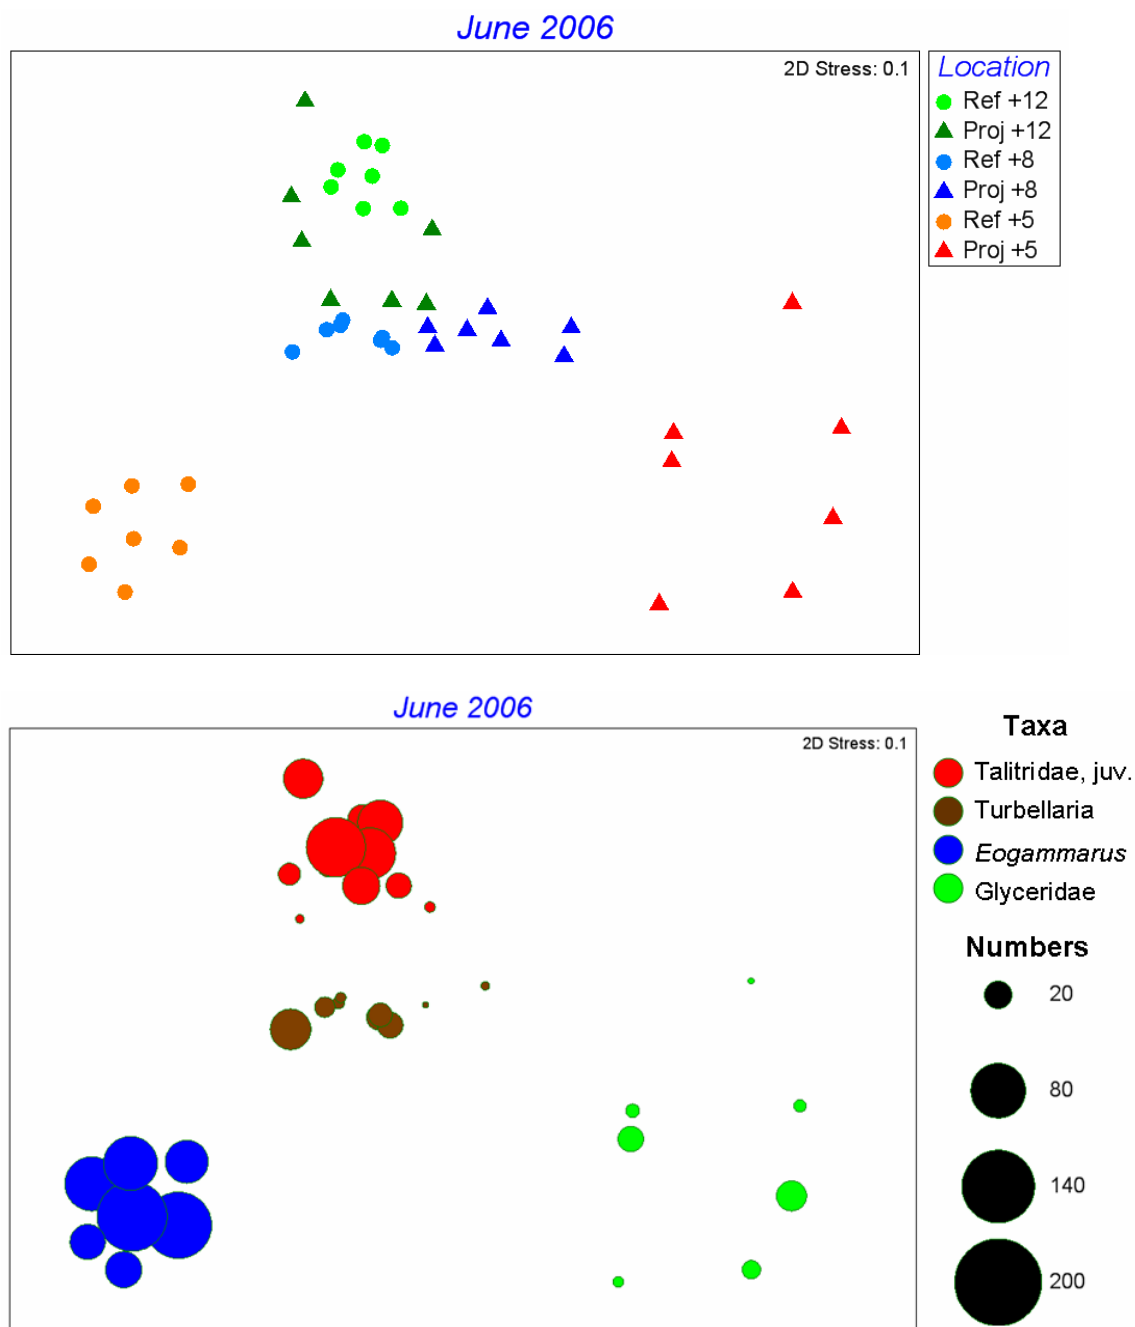 June 2006
2D Stress: 0.1
Location
Ref +12
Proj +12
Ref +8
Proj +8
Ref +5
Proj +5
June 2006
2D Stress: 0.1
Taxa
Talitridae, juv.
Turbellaria
Eogammarus
Glyceridae
Numbers
20
80
140
200